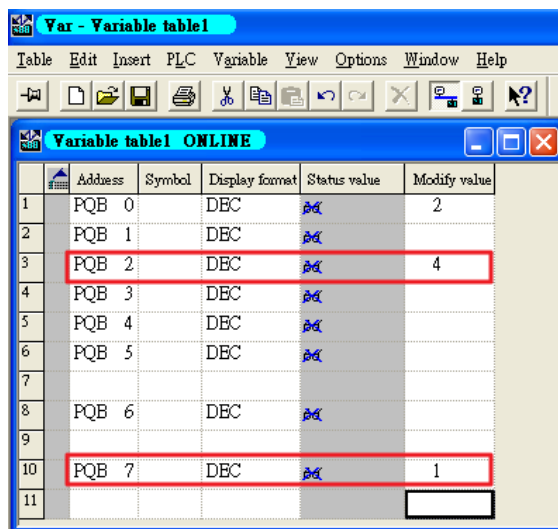 Var - Variable table1
Table Edit Insert PLC Variable View Options Window Help
Variable table1 ONLINE
Address Symbol Display format Status value Modify value
1 PQB 0 DEC 2
2 PQB 1 DEC
3 PQB 2 DEC 4
4 PQB 3 DEC
5 PQB 4 DEC
6 PQB 5 DEC
7
8 PQB 6 DEC
9
10 PQB 7 DEC 1
11